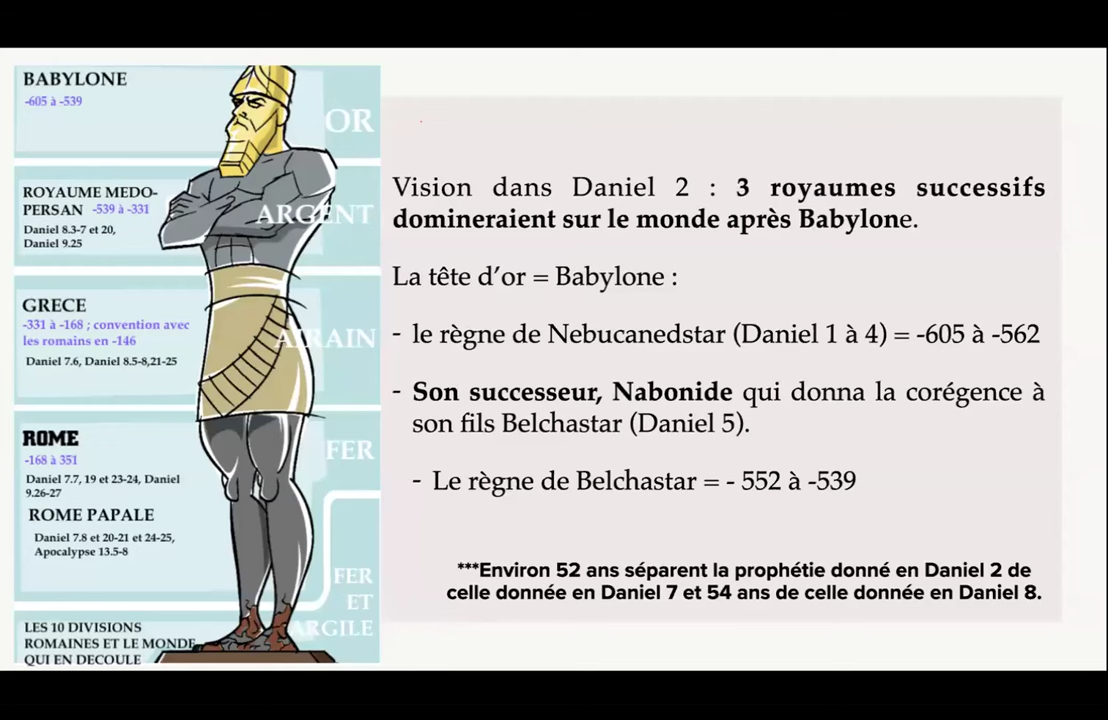 BABYLONE
-605 à -539
OR
ROYAUME MEDO-
PERSAN -539 à -331
Daniel 8.3-7 et 20,
Daniel 9.25
ARGENT
GRECE
-331 à -168 ; convention avec
les romains en -146
Daniel 7.6, Daniel 8.5-8,21-25
AIRAIN
ROME
-168 à 351
Daniel 7.7, 19 et 23-24, Daniel
9.26-27
FER
ROME PAPALE
Daniel 7.8 et 20-21 et 24-25,
Apocalypse 13.5-8
FER
ET
ARGILE
LES 10 DIVISIONS
ROMAINES ET LE MONDE
QUI EN DECOULE
Vision dans Daniel 2 : 3 royaumes successifs
domineraient sur le monde après Babylone.
La tête d'or = Babylone :
- le règne de Nebucanedstar (Daniel 1 à 4) = -605 à -562
- Son successeur, Nabonide qui donna la corégence à
son fils Belchastar (Daniel 5).
- Le règne de Belchastar = - 552 à -539
***Environ 52 ans séparent la prophétie donné en Daniel 2 de
celle donnée en Daniel 7 et 54 ans de celle donnée en Daniel 8.